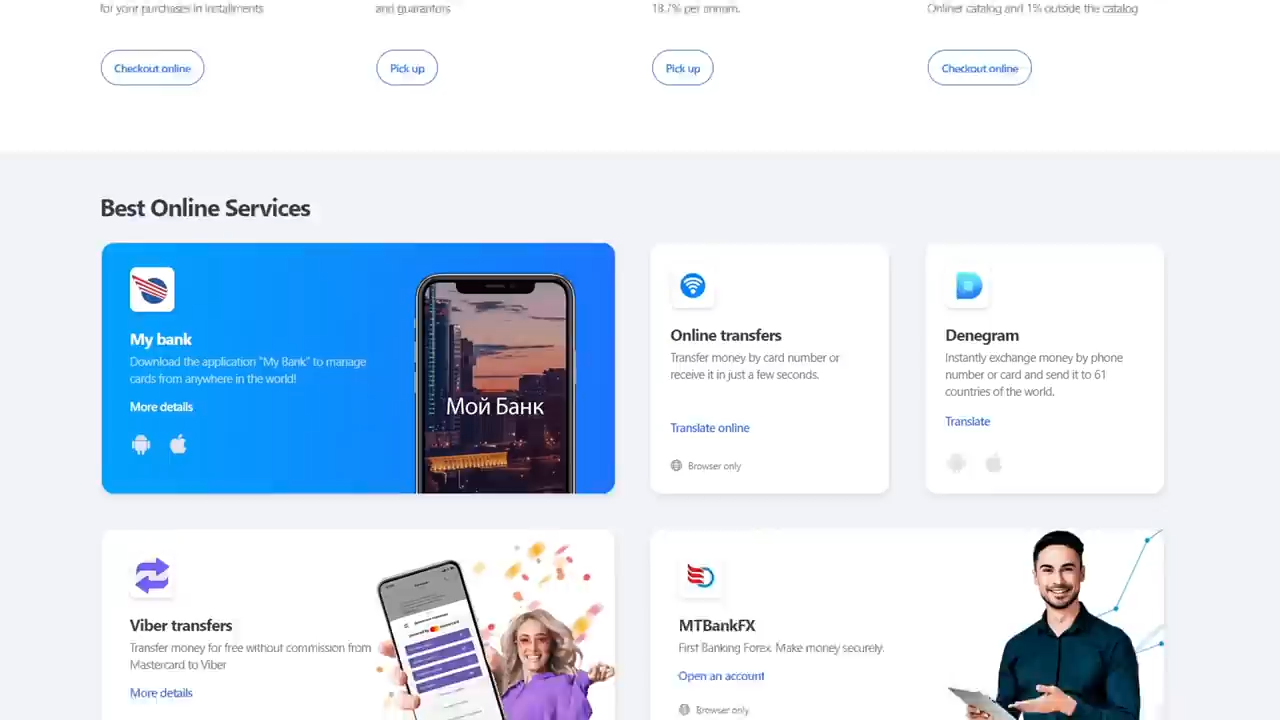 for your purchases in installments
and guarantors
18.7% per annum.
Onliner catalog and 1% outside the catalog
Checkout online
Pick up
Pick up
Checkout online
Best Online Services
My bank
Download the application "My Bank" to manage
cards from anywhere in the world!
More details
Мой Банк
Online transfers
Transfer money by card number or
receive it in just a few seconds.
Translate online
Browser only
Denegram
Instantly exchange money by phone
number or card and send it to 61
countries of the world.
Translate
Viber transfers
Transfer money for free without commission from
Mastercard to Viber
More details
MTBankFX
First Banking Forex. Make money securely.
Open an account
Browser only